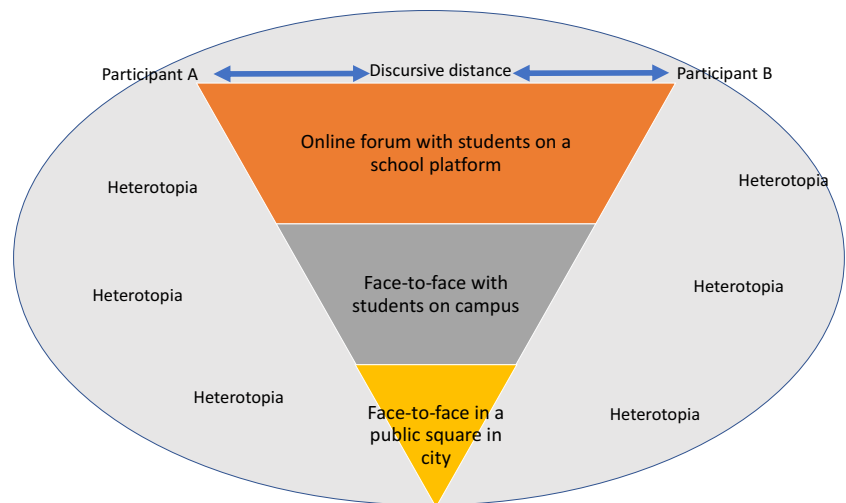 Participant A
Discursive distance
Participant B
Online forum with students on a
school platform
Heterotopia
Heterotopia
Face-to-face with
students on campus
Heterotopia
Heterotopia
Face-to-face in a
public square in
city
Heterotopia
Heterotopia